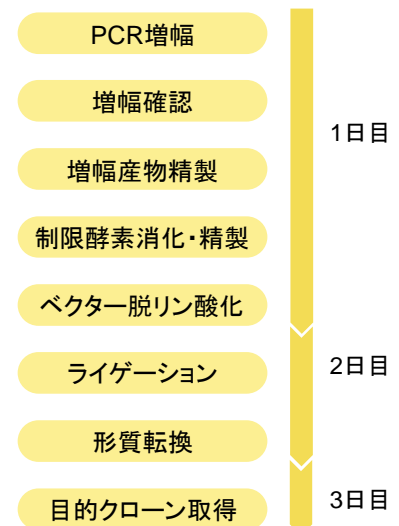 PCR増幅
増幅確認
1日目
増幅産物精製
制限酵素消化・精製
ベクター脱リン酸化
2日目
ライゲーション
形質転換
3日目
目的クローン取得